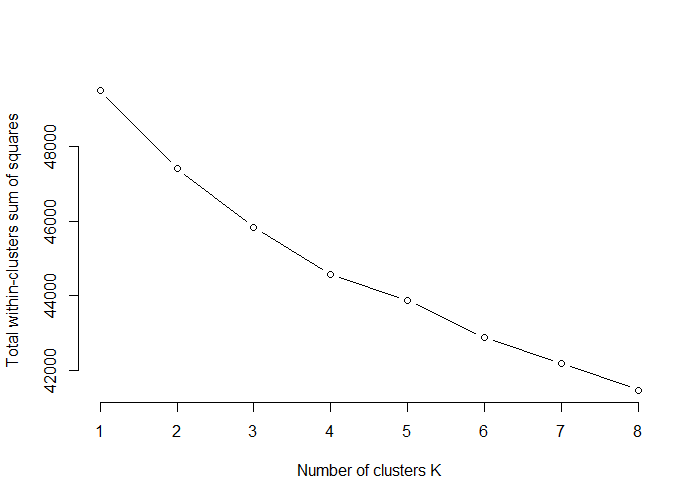 Total within-clusters sum of squares
48000
46000
44000
42000
1 2 3 4 5 6 7 8
Number of clusters K